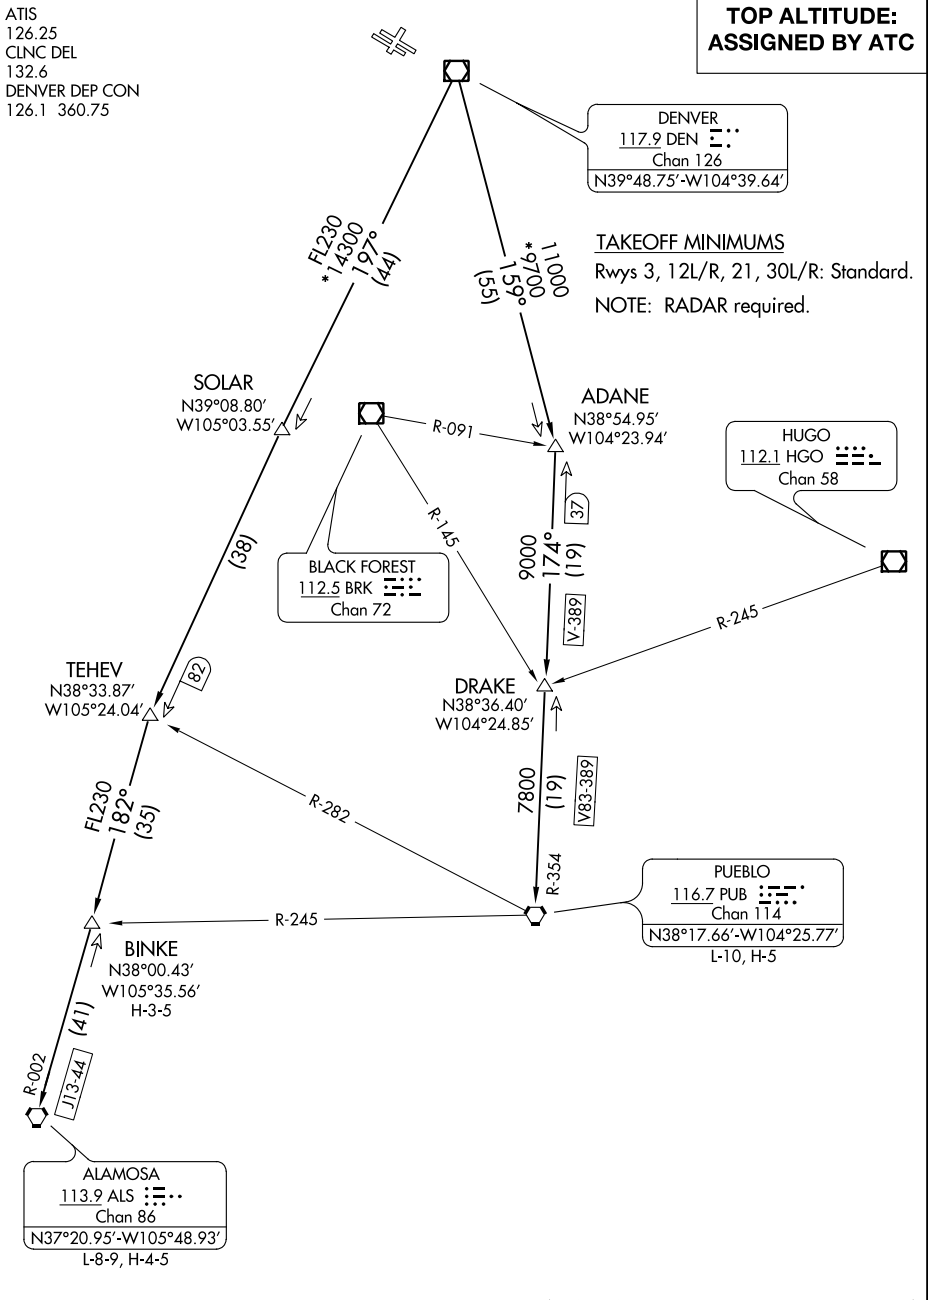 ATIS
126.25
CLNC DEL
132.6
DENVER DEP CON
126.1 360.75
TOP ALTITUDE:
ASSIGNED BY ATC
DENVER
117.9 DEN
Chan 126
N39°48.75′-W104°39.64′
TAKEOFF MINIMUMS
Rwys 3, 12L/R, 21, 30L/R: Standard.
NOTE: RADAR required.
FL230
*14300
197°
(44)
11000
*9700
159°
(55)
SOLAR
N39°08.80′
W105°03.55′
ADANE
N38°54.95′
W104°23.94′
R-091
HUGO
112.1 HGO
Chan 58
37
R-145
(38)
9000
174°
(19)
BLACK FOREST
112.5 BRK
Chan 72
V-389
R-245
TEHEV
N38°33.87′
W105°24.04′
82
DRAKE
N38°36.40′
W104°24.85′
FL230
182°
(35)
R-282
7800
(19)
V83-389
R-354
PUEBLO
116.7 PUB
Chan 114
N38°17.66′-W104°25.77′
L-10, H-5
R-245
BINKE
N38°00.43′
W105°35.56′
H-3-5
(41)
R-002
J13-44
ALAMOSA
113.9 ALS
Chan 86
N37°20.95′-W105°48.93′
L-8-9, H-4-5